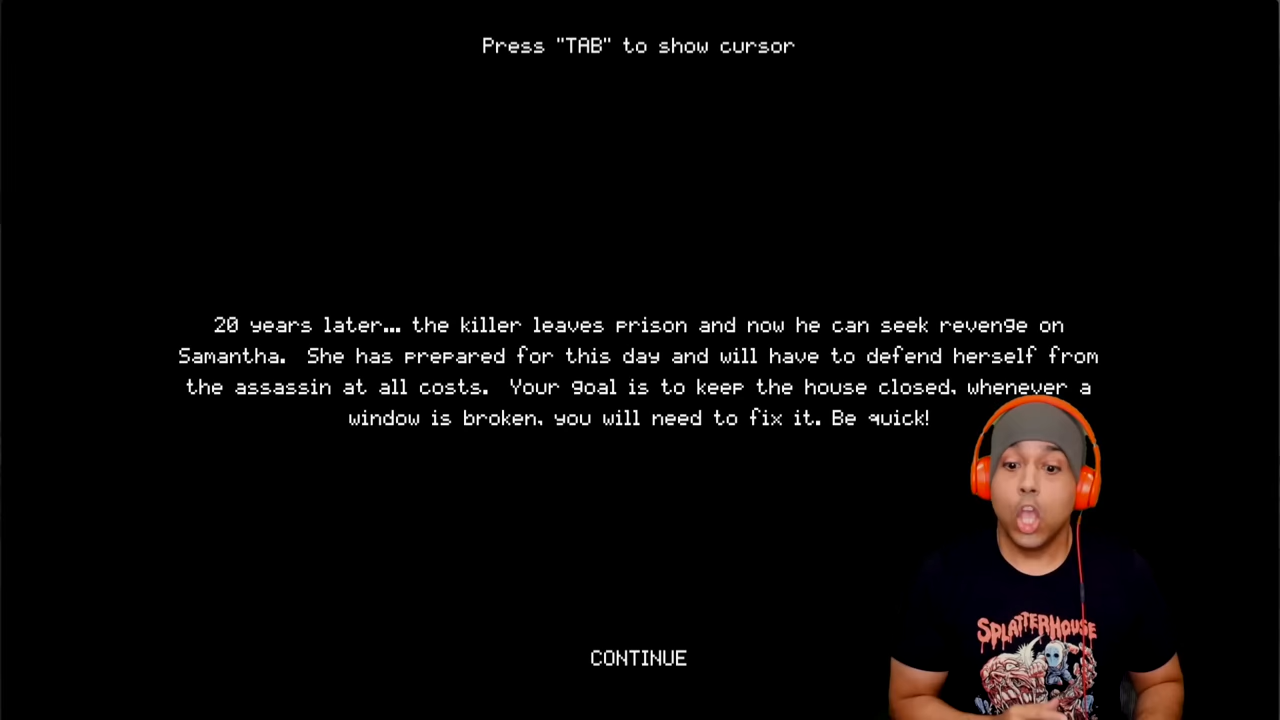 Press "TAB" to show cursor
20 years later... the killer leaves prison and now he can seek revenge on
Samantha. She has prepared for this day and will have to defend herself from
the assassin at all costs. Your goal is to keep the house closed, whenever a
window is broken, you will need to fix it. Be quick!
SPLATTERHOUSE
CONTINUE